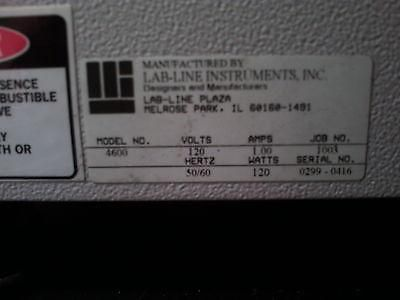 SENCE
BUSTIBLE
VE
Y
TH OR
MANUFACTURED BY
LAB-LINE INSTRUMENTS, INC.
Designers and Manufacturers
LAB-LINE PLAZA
MELROSE PARK, IL 60160-1491
MODEL NO. VOLTS AMPS JOB NO.
4600 120 1.00 1003
HERTZ WATTS SERIAL NO.
50/60 120 0299 - 0416